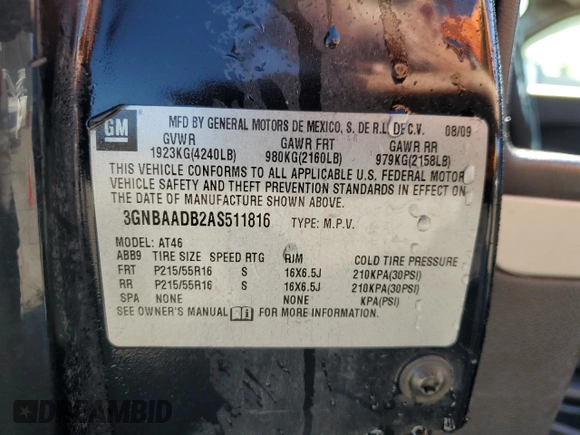 GM
MFD BY GENERAL MOTORS DE MEXICO, S. DE R.L. DE C.V. 08/09
GVWR GAWR FRT GAWR RR
1923KG(4240LB) 980KG(2160LB) 979KG(2158LB)
THIS VEHICLE CONFORMS TO ALL APPLICABLE U.S. FEDERAL MOTOR
VEHICLE SAFETY AND THEFT PREVENTION STANDARDS IN EFFECT ON
THE DATE OF MANUFACTURE SHOWN ABOVE.
3GNBAADB2AS511816 TYPE: M.P.V.
MODEL: AT46
ABB9 TIRE SIZE SPEED RTG RIM COLD TIRE PRESSURE
FRT P215/55R16 S 16X6.5J 210KPA(30PSI)
RR P215/55R16 S 16X6.5J 210KPA(30PSI)
SPA NONE NONE KPA(PSI)
SEE OWNER'S MANUAL FOR MORE INFORMATION.
DREAMBID